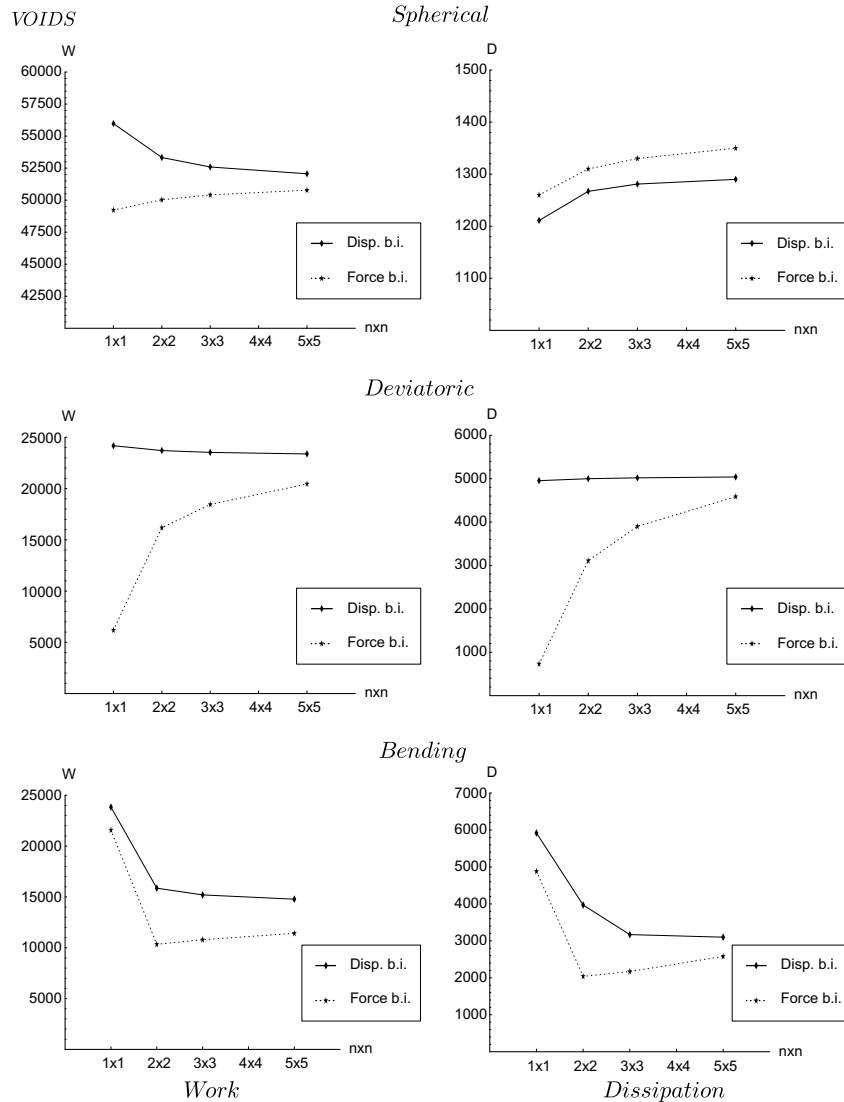 VOIDS
Spherical
W
60000
57500
55000
52500
50000
47500
45000
42500
1x1 2x2 3x3 4x4 5x5 nxn
Disp. b.i.
Force b.i.
D
1500
1400
1300
1200
1100
1x1 2x2 3x3 4x4 5x5 nxn
Disp. b.i.
Force b.i.
Deviatoric
W
25000
20000
15000
10000
5000
1x1 2x2 3x3 4x4 5x5 nxn
Disp. b.i.
Force b.i.
D
6000
5000
4000
3000
2000
1000
1x1 2x2 3x3 4x4 5x5 nxn
Disp. b.i.
Force b.i.
Bending
W
25000
20000
15000
10000
5000
1x1 2x2 3x3 4x4 5x5 nxn
Disp. b.i.
Force b.i.
Work
D
7000
6000
5000
4000
3000
2000
1000
1x1 2x2 3x3 4x4 5x5 nxn
Disp. b.i.
Force b.i.
Dissipation